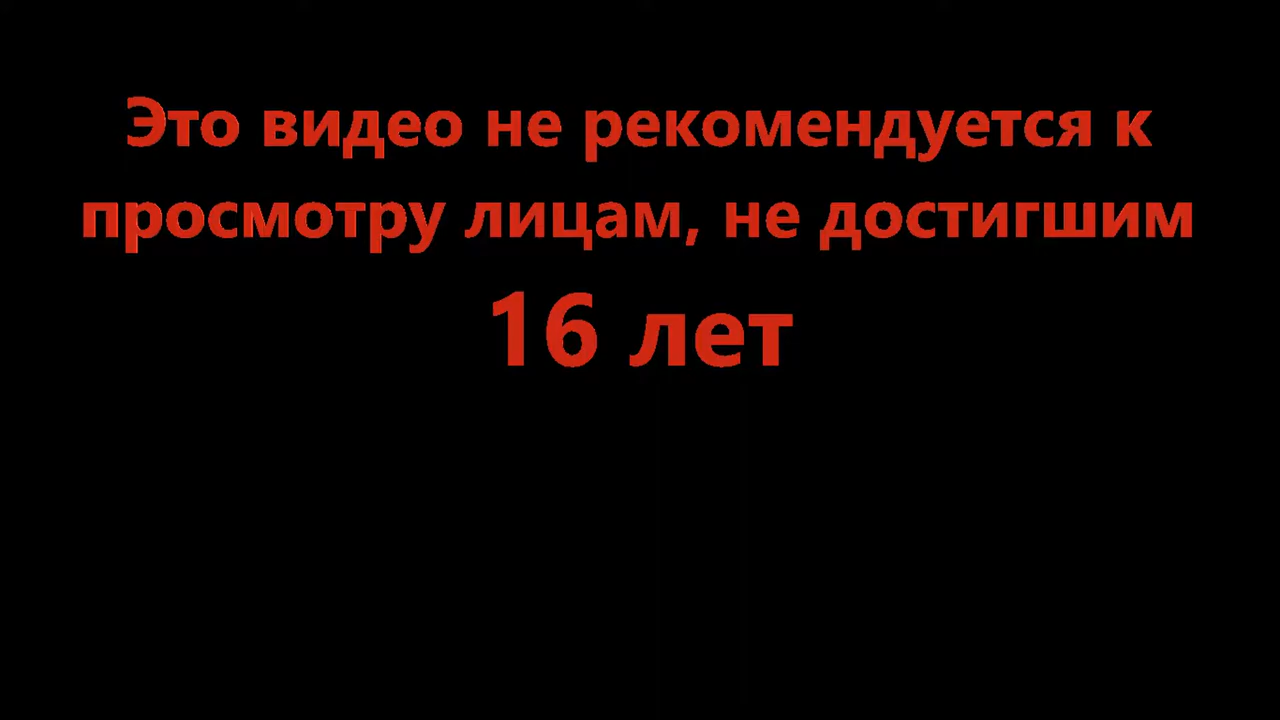 Это видео не рекомендуется к
просмотру лицам, не достигшим
16 лет